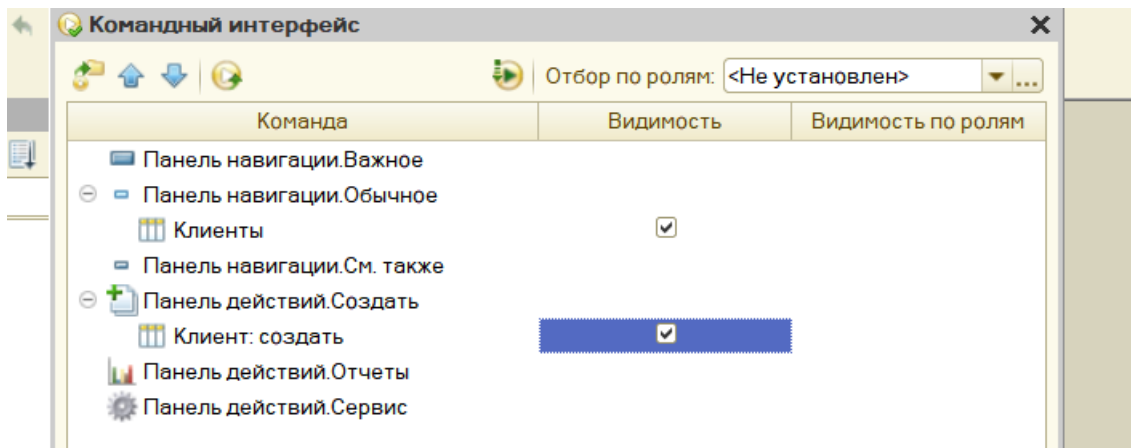 Командный интерфейс
Отбор по ролям: <Не установлен> ...
Команда Видимость Видимость по ролям
Панель навигации.Важное
Панель навигации.Обычное
Клиенты
Панель навигации.См. также
Панель действий.Создать
Клиент: создать
Панель действий.Отчеты
Панель действий.Сервис